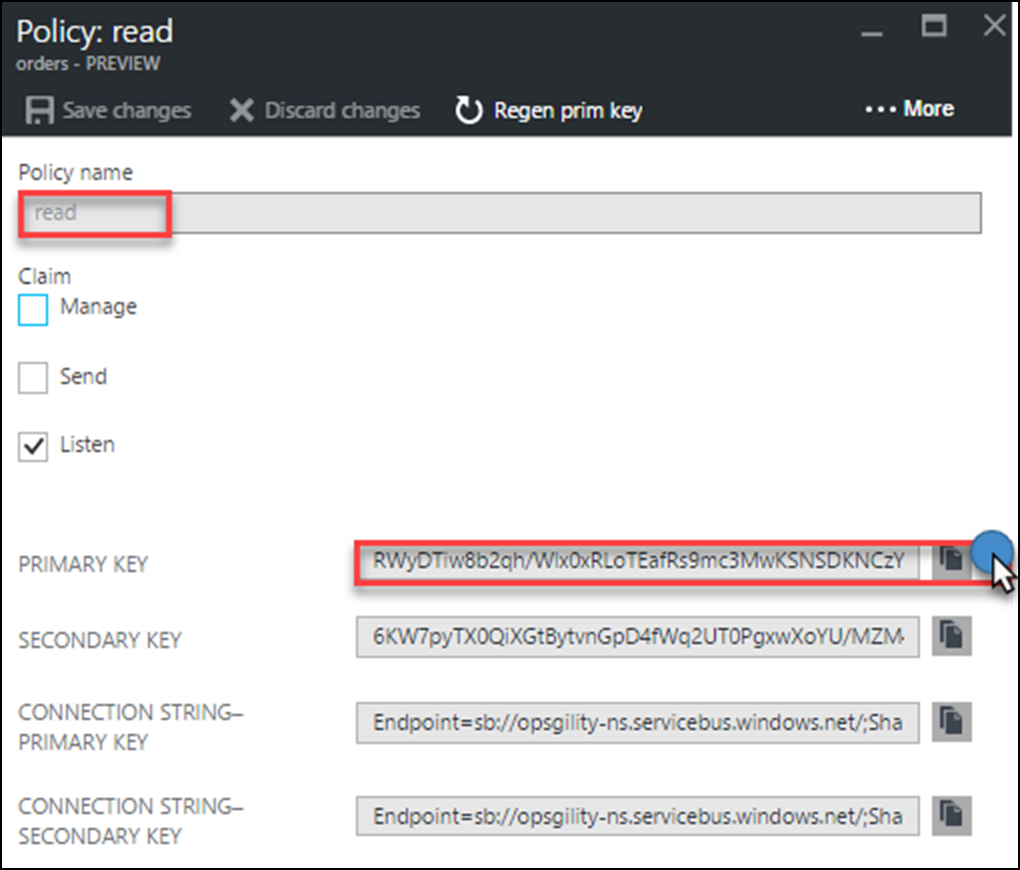 Policy: read
orders - PREVIEW
Save changes
Discard changes
Regen prim key
... More
Policy name
read
Claim
Manage
Send
Listen
PRIMARY KEY
RWyDTiw8b2qh/WIx0xRLoTEafRs9mc3MwKSNSDKNCzY
SECONDARY KEY
6KW7pyTX0QiXGtBytvnGpD4fWq2UT0PgxwXoYU/MZM
CONNECTION STRING–
PRIMARY KEY
Endpoint=sb://opsgility-ns.servicebus.windows.net/;Sha
CONNECTION STRING–
SECONDARY KEY
Endpoint=sb://opsgility-ns.servicebus.windows.net/;Sha